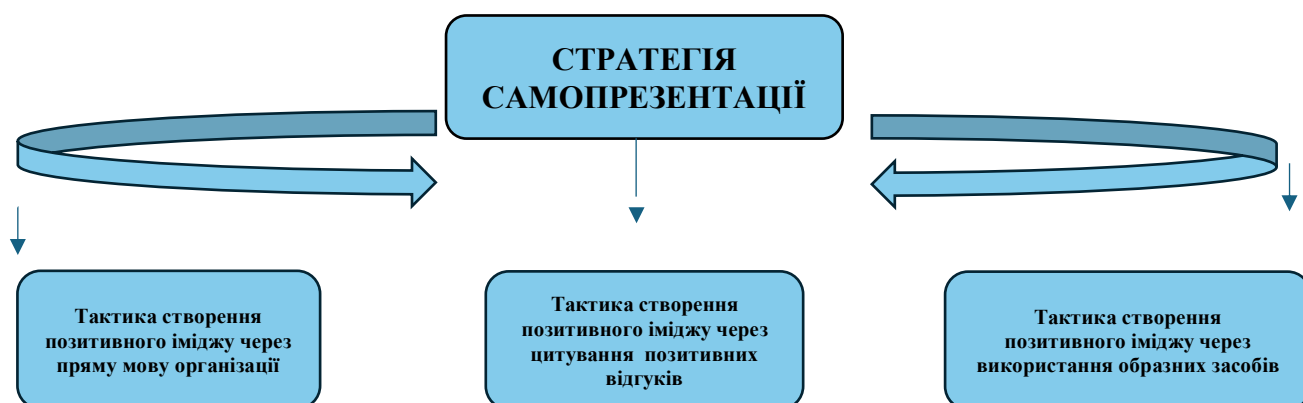 СТРАТЕГІЯ
САМОПРЕЗЕНТАЦІЇ
Тактика створення
позитивного іміджу через
пряму мову організації
Тактика створення
позитивного іміджу через
цитування позитивних
відгуків
Тактика створення
позитивного іміджу через
використання образних засобів